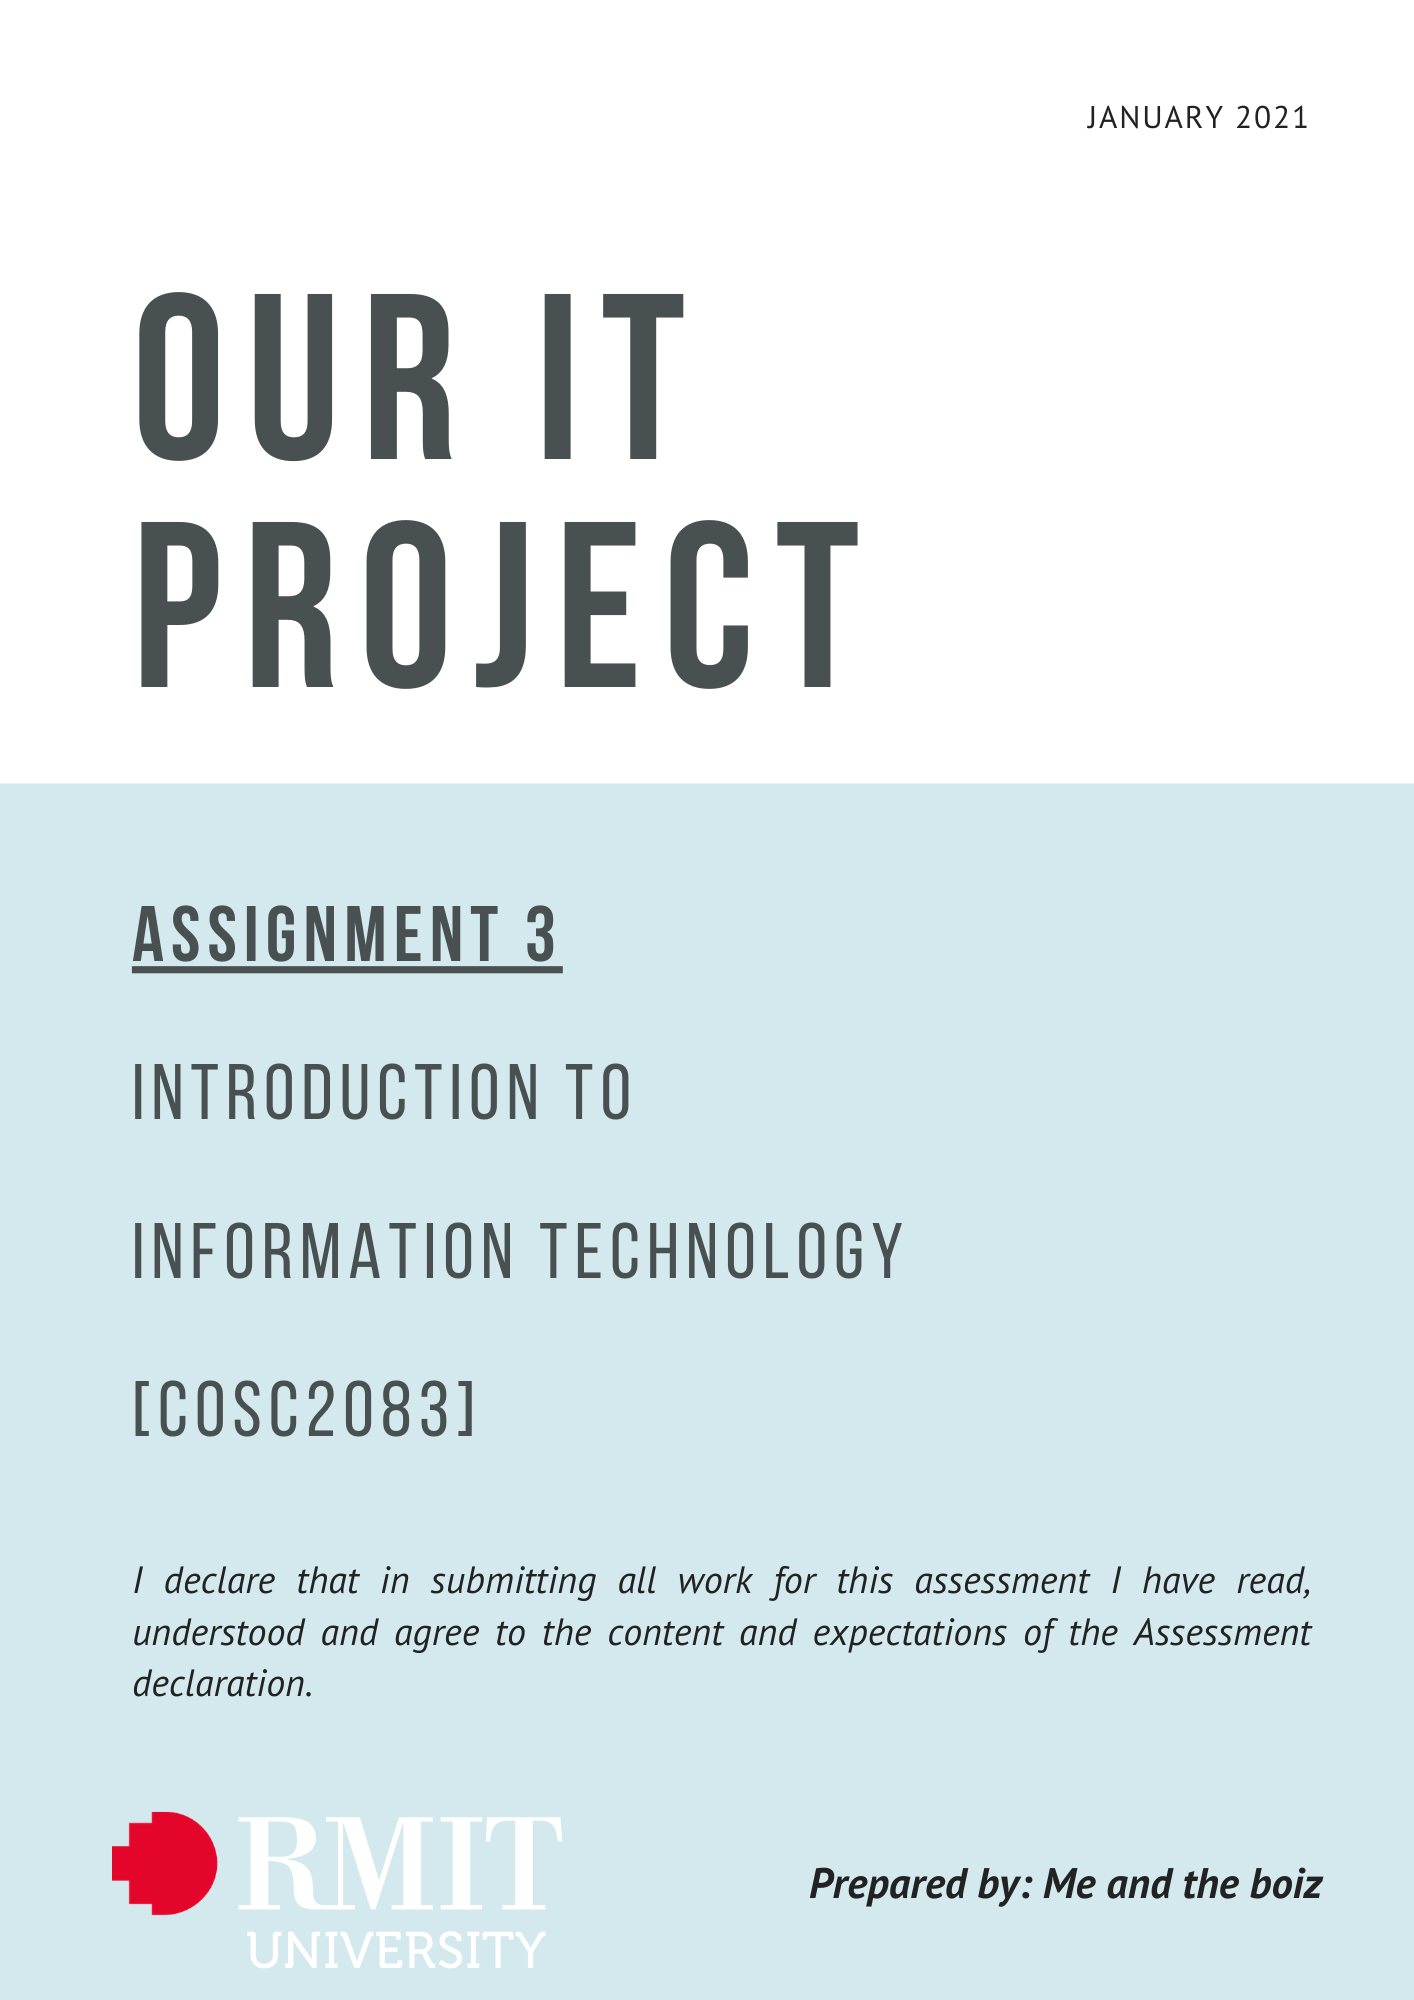 JANUARY 2021
OUR IT
PROJECT
ASSIGNMENT 3
INTRODUCTION TO
INFORMATION TECHNOLOGY
[COSC2083]
I declare that in submitting all work for this assessment I have read,
understood and agree to the content and expectations of the Assessment
declaration.
RMIT
UNIVERSITY
Prepared by: Me and the boiz